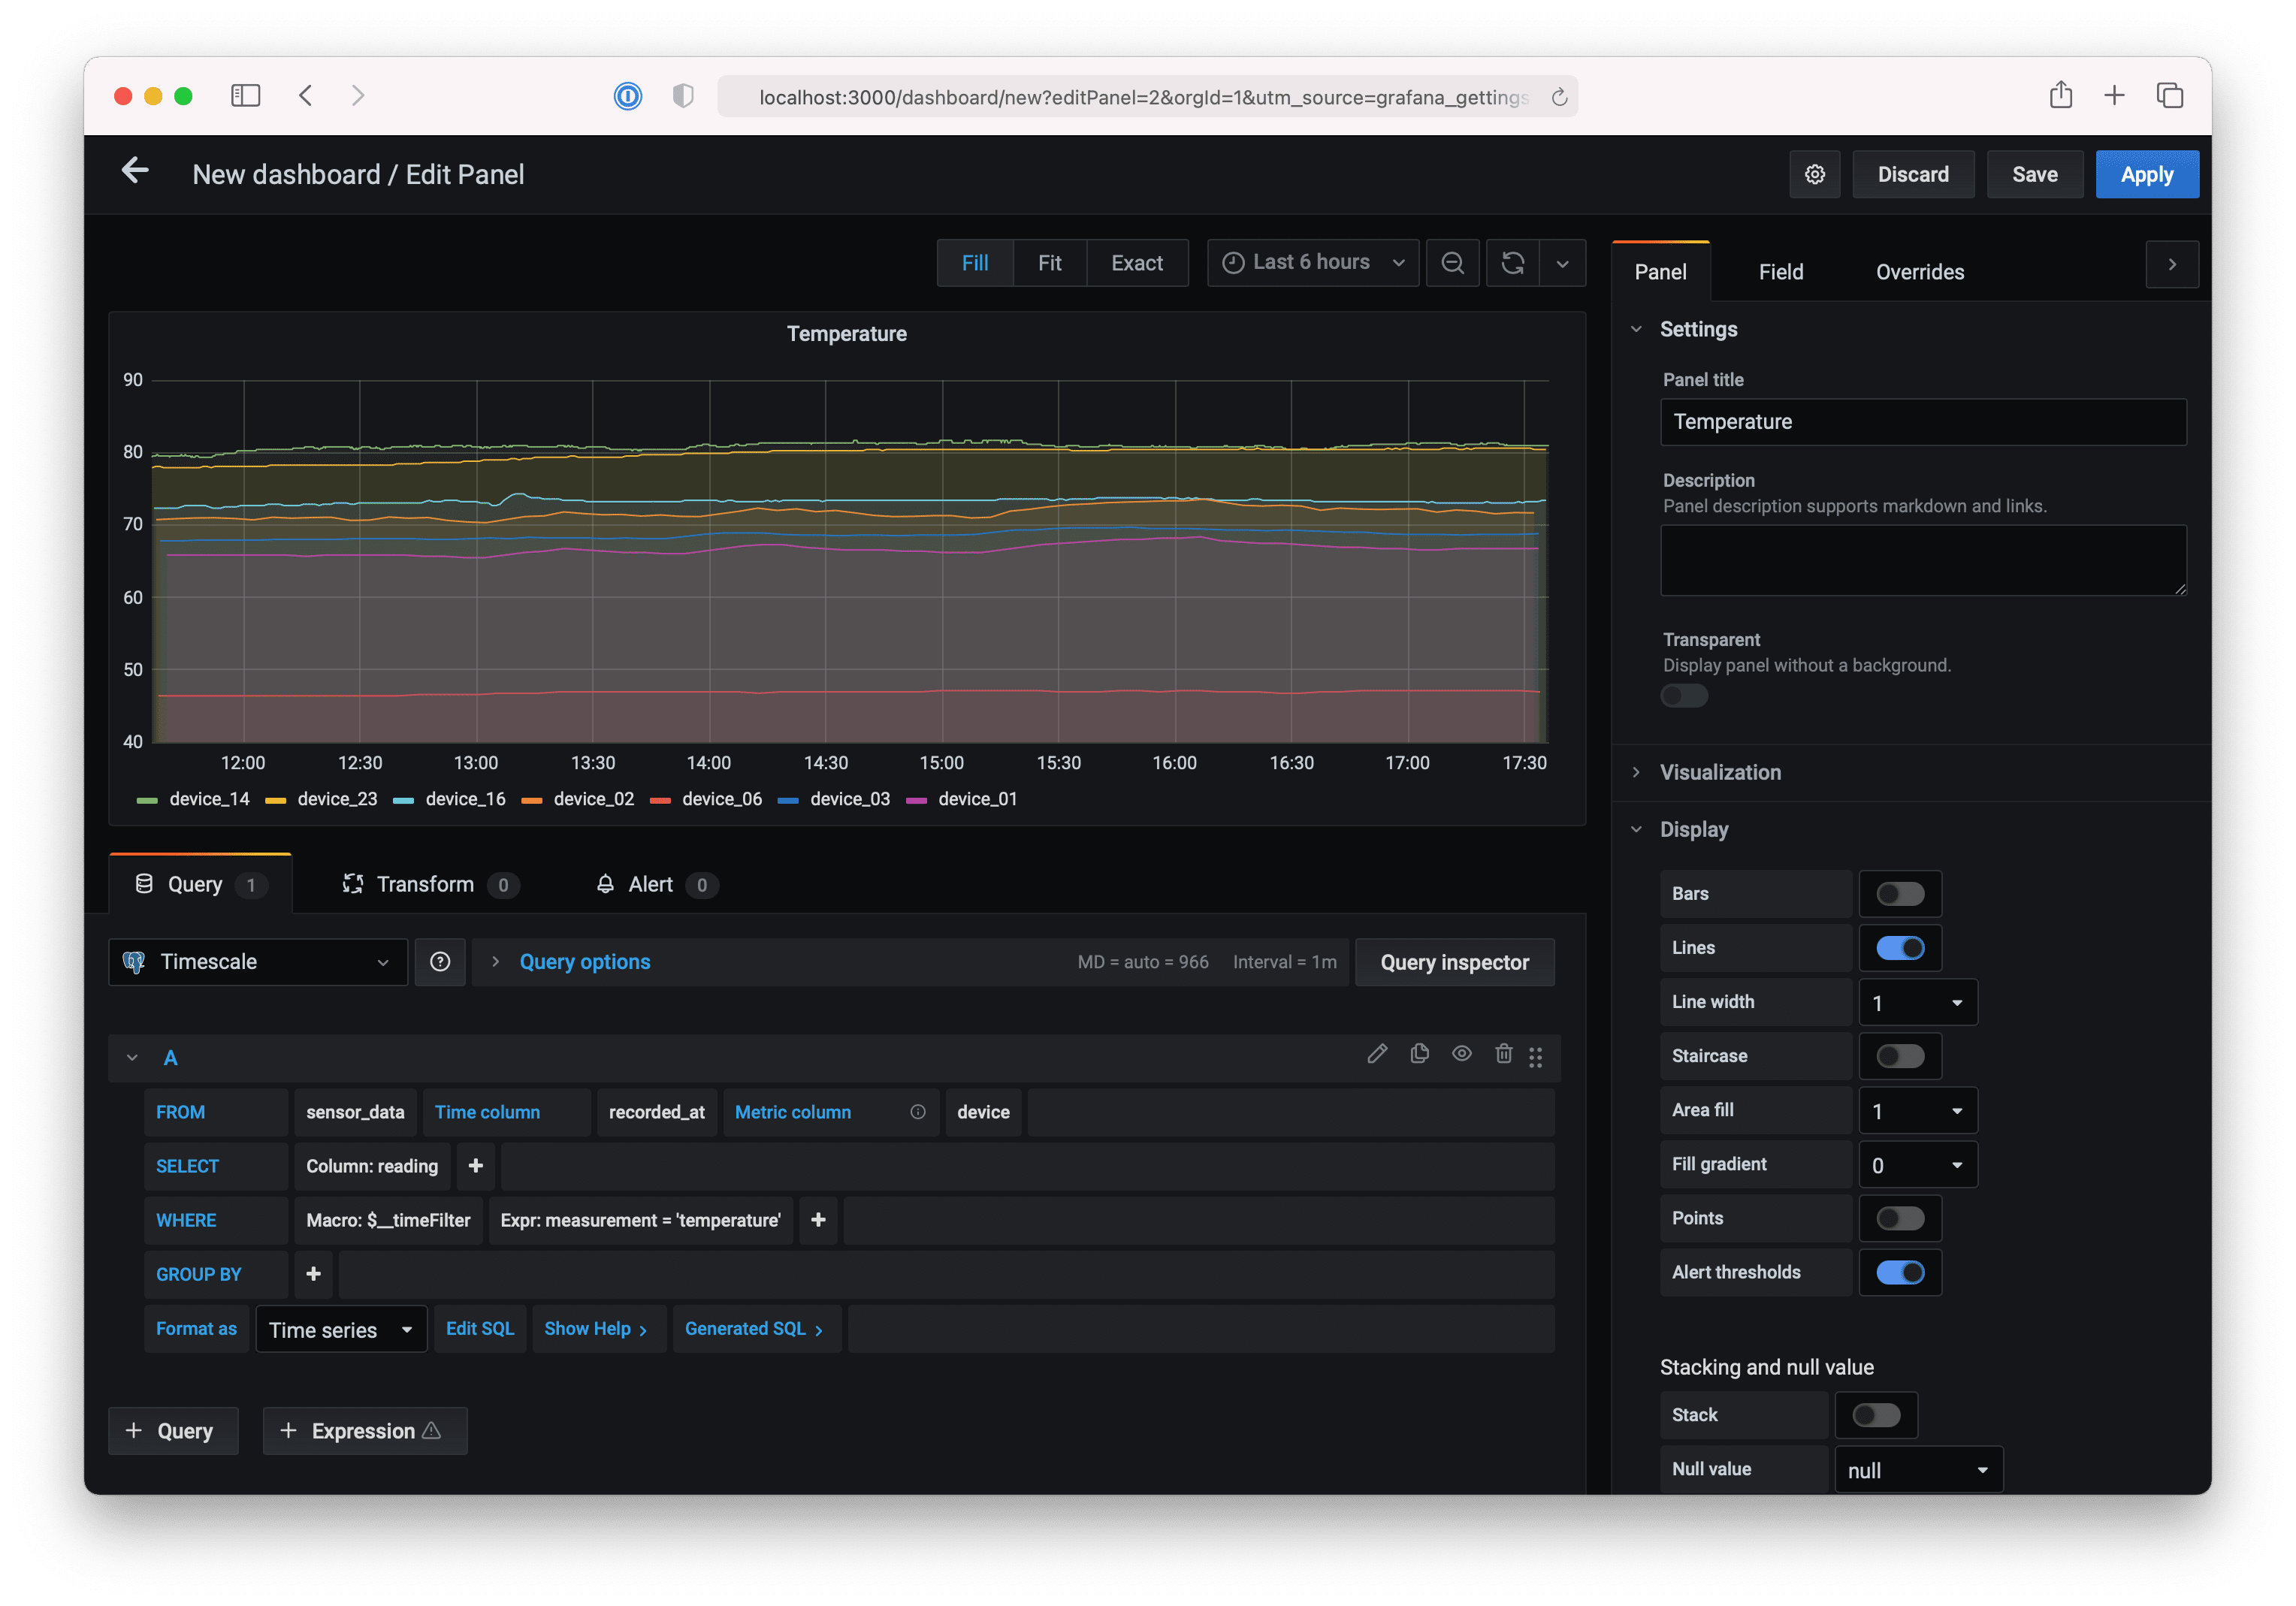 localhost:3000/dashboard/new?editPanel=2&orgId=1&utm_source=grafana_gettings
New dashboard / Edit Panel
Discard
Save
Apply
Fill
Fit
Exact
Last 6 hours
Temperature
90
80
70
60
50
40
12:00 12:30 13:00 13:30 14:00 14:30 15:00 15:30 16:00 16:30 17:00 17:30
device_14 device_23 device_16 device_02 device_06 device_03 device_01
Query 1
Transform 0
Alert 0
Timescale
Query options
MD = auto = 966
Interval = 1m
Query inspector
A
FROM sensor_data Time column recorded_at Metric column device
SELECT Column: reading +
WHERE Macro: $__timeFilter Expr: measurement = 'temperature' +
GROUP BY +
Format as Time series Edit SQL Show Help > Generated SQL >
+ Query
+ Expression
Panel
Field
Overrides
Settings
Panel title
Temperature
Description
Panel description supports markdown and links.
Transparent
Display panel without a background.
Visualization
Display
Bars
Lines
Line width 1
Staircase
Area fill 1
Fill gradient 0
Points
Alert thresholds
Stacking and null value
Stack
Null value null